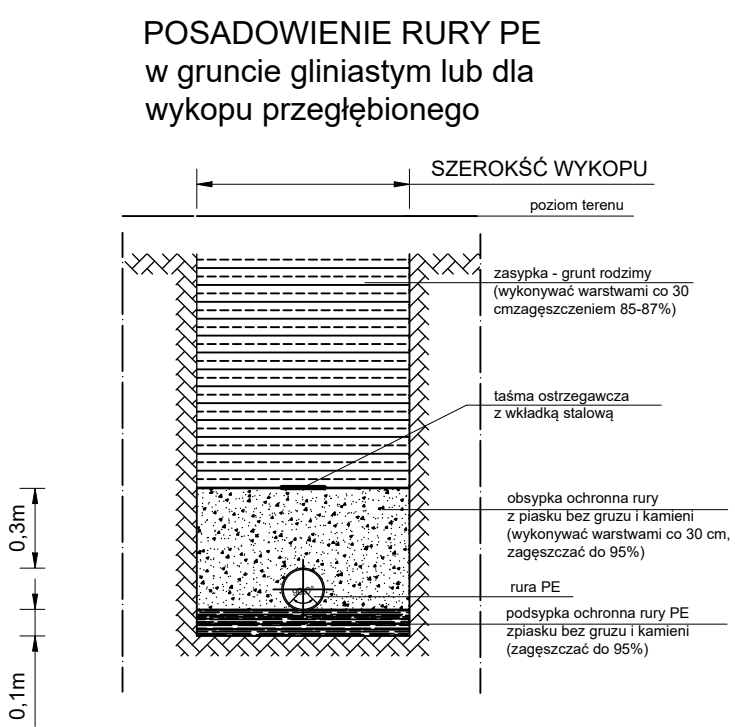 POSADOWIENIE RURY PE
w gruncie gliniastym lub dla
wykopu przegłębionego
SZEROKŚĆ WYKOPU
poziom terenu
zasypka - grunt rodzimy
(wykonywać warstwami co 30
cmzagęszczeniem 85-87%)
taśma ostrzegawcza
z wkładką stalową
obsypka ochronna rury
z piasku bez gruzu i kamieni
(wykonywać warstwami co 30 cm,
zagęszczać do 95%)
rura PE
podsypka ochronna rury PE
zpiasku bez gruzu i kamieni
(zagęszczać do 95%)
0,3m
0,1m